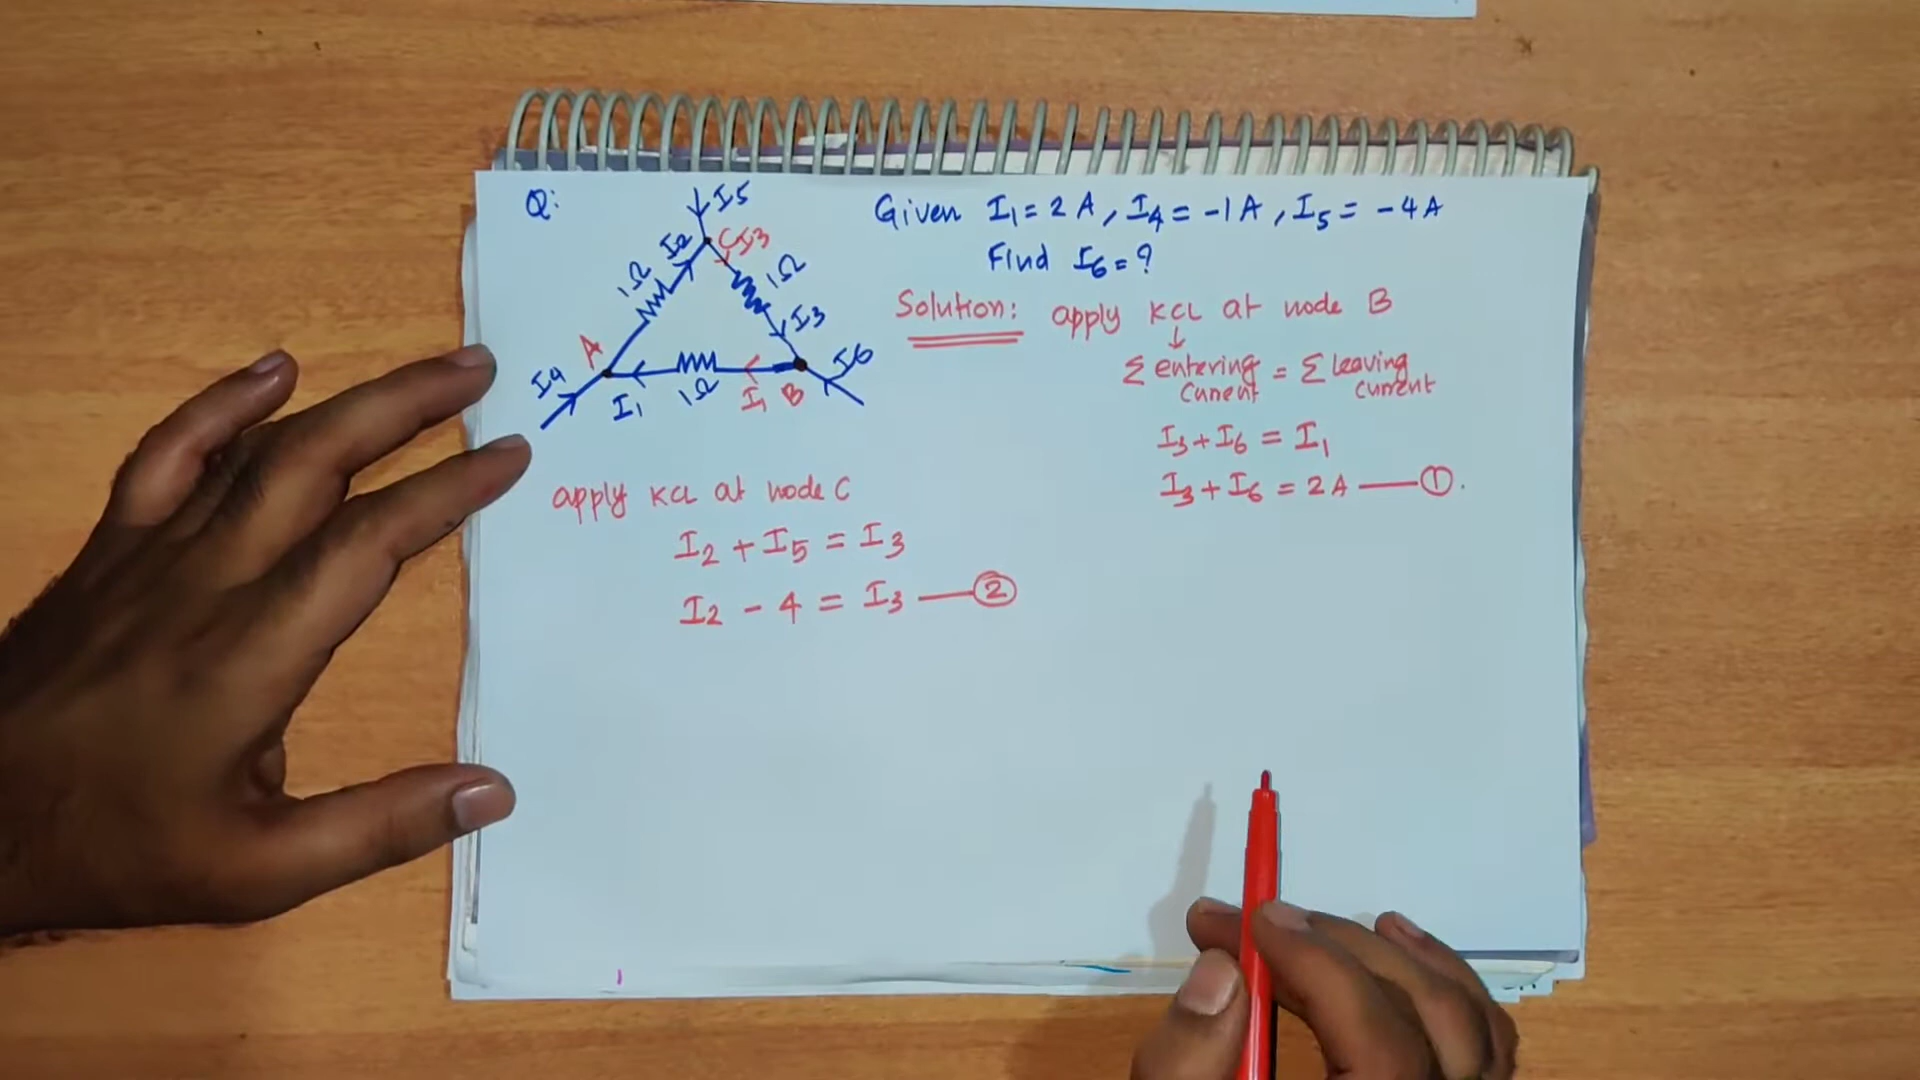 Q:
I5
C
I3
I2
1Ω
1Ω
I3
A
I4
I1
1Ω
I1
B
I6
Given I1 = 2 A, I4 = -1 A, I5 = -4 A
Find I6 = ?
Solution: apply KCL at node B
Σ entering current = Σ leaving current
I3 + I6 = I1
I3 + I6 = 2 A — ①.
apply KCL at node C
I2 + I5 = I3
I2 - 4 = I3 — ②